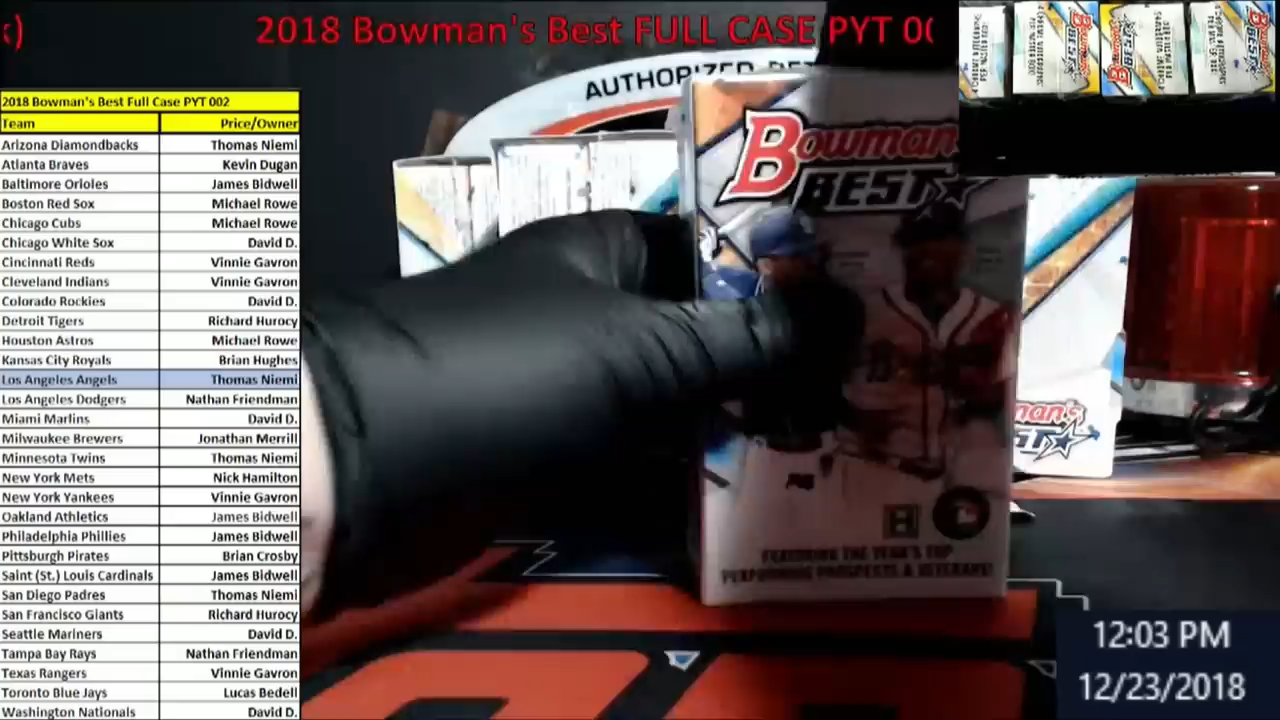 2018 Bowman's Best FULL CASE PYT 00
AUTHORIZED
2018 Bowman's Best Full Case PYT 002
Team Price/Owner
Arizona Diamondbacks Thomas Niemi
Atlanta Braves Kevin Dugan
Baltimore Orioles James Bidwell
Boston Red Sox Michael Rowe
Chicago Cubs Michael Rowe
Chicago White Sox David D.
Cincinnati Reds Vinnie Gavron
Cleveland Indians Vinnie Gavron
Colorado Rockies David D.
Detroit Tigers Richard Hurocy
Houston Astros Michael Rowe
Kansas City Royals Brian Hughes
Los Angeles Angels Thomas Niemi
Los Angeles Dodgers Nathan Friendman
Miami Marlins David D.
Milwaukee Brewers Jonathan Merrill
Minnesota Twins Thomas Niemi
New York Mets Nick Hamilton
New York Yankees Vinnie Gavron
Oakland Athletics James Bidwell
Philadelphia Phillies James Bidwell
Pittsburgh Pirates Brian Crosby
Saint (St.) Louis Cardinals James Bidwell
San Diego Padres Thomas Niemi
San Francisco Giants Richard Hurocy
Seattle Mariners David D.
Tampa Bay Rays Nathan Friendman
Texas Rangers Vinnie Gavron
Toronto Blue Jays Lucas Bedell
Washington Nationals David D.
Bowman
BEST
H
FEATURING THE YEAR'S TOP
PERFORMING PROSPECTS & VETERANS!
12:03 PM
12/23/2018